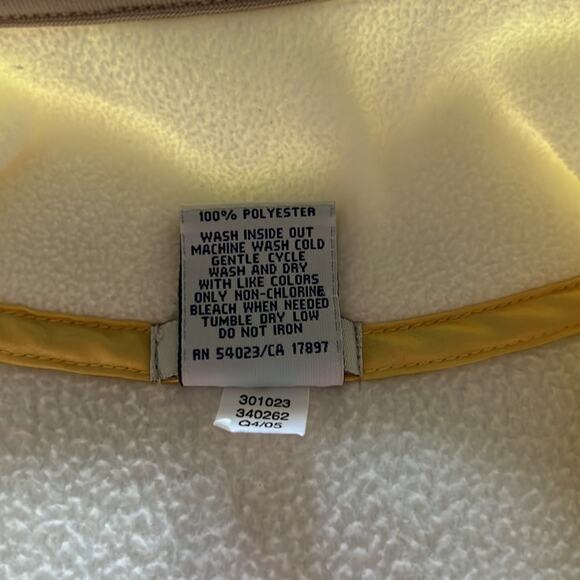 100% POLYESTER
WASH INSIDE OUT
MACHINE WASH COLD
GENTLE CYCLE
WASH AND DRY
WITH LIKE COLORS
ONLY NON-CHLORINE
BLEACH WHEN NEEDED
TUMBLE DRY LOW
DO NOT IRON
RN 54023/CA 17897
301023
340262
Q4/05